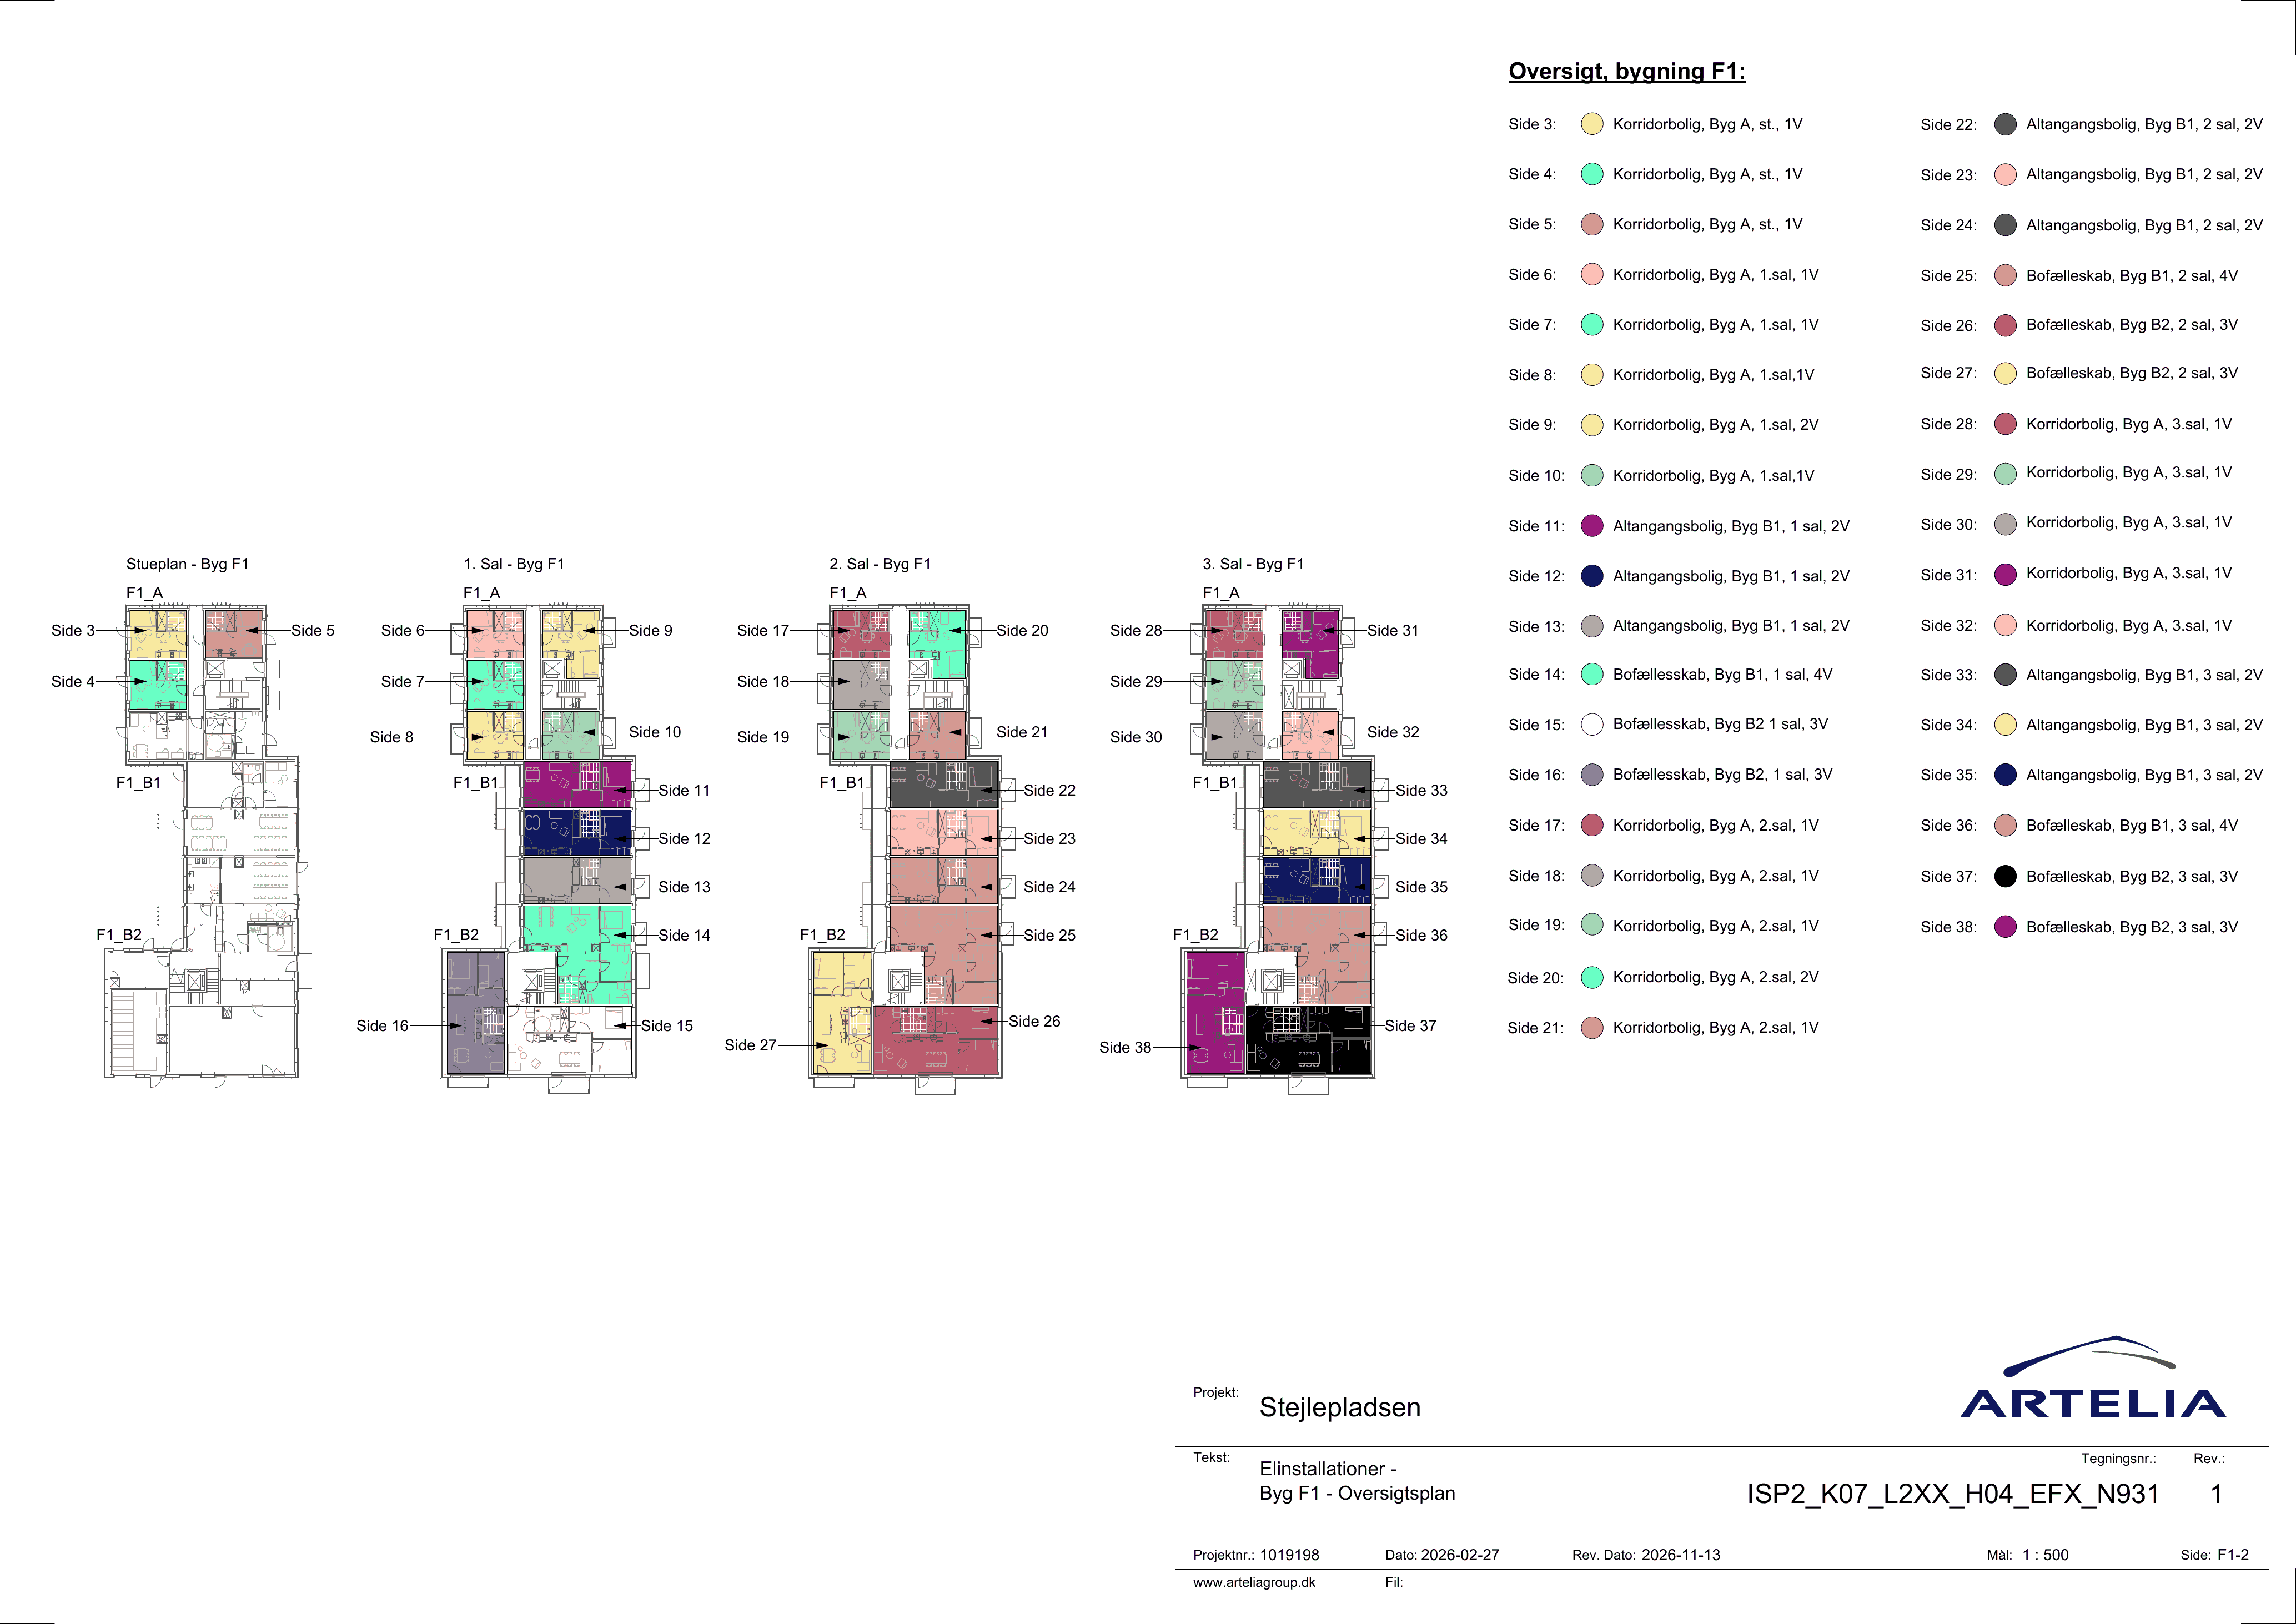 Oversigt, bygning F1:
Side 3: Korridorbolig, Byg A, st., 1V
Side 4: Korridorbolig, Byg A, st., 1V
Side 5: Korridorbolig, Byg A, st., 1V
Side 6: Korridorbolig, Byg A, 1.sal, 1V
Side 7: Korridorbolig, Byg A, 1.sal, 1V
Side 8: Korridorbolig, Byg A, 1.sal,1V
Side 9: Korridorbolig, Byg A, 1.sal, 2V
Side 10: Korridorbolig, Byg A, 1.sal,1V
Side 11: Altangangsbolig, Byg B1, 1 sal, 2V
Side 12: Altangangsbolig, Byg B1, 1 sal, 2V
Side 13: Altangangsbolig, Byg B1, 1 sal, 2V
Side 14: Bofællesskab, Byg B1, 1 sal, 4V
Side 15: Bofællesskab, Byg B2 1 sal, 3V
Side 16: Bofællesskab, Byg B2, 1 sal, 3V
Side 17: Korridorbolig, Byg A, 2.sal, 1V
Side 18: Korridorbolig, Byg A, 2.sal, 1V
Side 19: Korridorbolig, Byg A, 2.sal, 1V
Side 20: Korridorbolig, Byg A, 2.sal, 2V
Side 21: Korridorbolig, Byg A, 2.sal, 1V
Side 22: Altangangsbolig, Byg B1, 2 sal, 2V
Side 23: Altangangsbolig, Byg B1, 2 sal, 2V
Side 24: Altangangsbolig, Byg B1, 2 sal, 2V
Side 25: Bofælleskab, Byg B1, 2 sal, 4V
Side 26: Bofælleskab, Byg B2, 2 sal, 3V
Side 27: Bofælleskab, Byg B2, 2 sal, 3V
Side 28: Korridorbolig, Byg A, 3.sal, 1V
Side 29: Korridorbolig, Byg A, 3.sal, 1V
Side 30: Korridorbolig, Byg A, 3.sal, 1V
Side 31: Korridorbolig, Byg A, 3.sal, 1V
Side 32: Korridorbolig, Byg A, 3.sal, 1V
Side 33: Altangangsbolig, Byg B1, 3 sal, 2V
Side 34: Altangangsbolig, Byg B1, 3 sal, 2V
Side 35: Altangangsbolig, Byg B1, 3 sal, 2V
Side 36: Bofælleskab, Byg B1, 3 sal, 4V
Side 37: Bofælleskab, Byg B2, 3 sal, 3V
Side 38: Bofælleskab, Byg B2, 3 sal, 3V
Stueplan - Byg F1
F1_A
Side 3
Side 5
Side 4
F1_B1
F1_B2
1. Sal - Byg F1
F1_A
Side 6
Side 9
Side 7
Side 8
Side 10
F1_B1
Side 11
Side 12
Side 13
F1_B2
Side 14
Side 16
Side 15
2. Sal - Byg F1
F1_A
Side 17
Side 20
Side 18
Side 19
Side 21
F1_B1
Side 22
Side 23
Side 24
F1_B2
Side 25
Side 26
Side 27
3. Sal - Byg F1
F1_A
Side 28
Side 31
Side 29
Side 30
Side 32
F1_B1
Side 33
Side 34
Side 35
F1_B2
Side 36
Side 37
Side 38
ARTELIA
Projekt: Stejlepladsen
Tekst: Elinstallationer -
Byg F1 - Oversigtsplan
Tegningsnr.: Rev.:
ISP2_K07_L2XX_H04_EFX_N931 1
Projektnr.: 1019198 Dato: 2026-02-27 Rev. Dato: 2026-11-13 Mål: 1 : 500 Side: F1-2
www.arteliagroup.dk Fil: